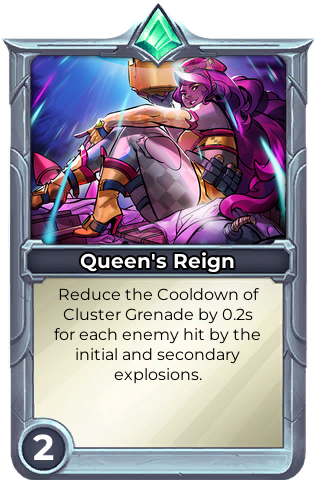 Queen's Reign
Reduce the Cooldown of
Cluster Grenade by 0.2s
for each enemy hit by the
initial and secondary
explosions.
2